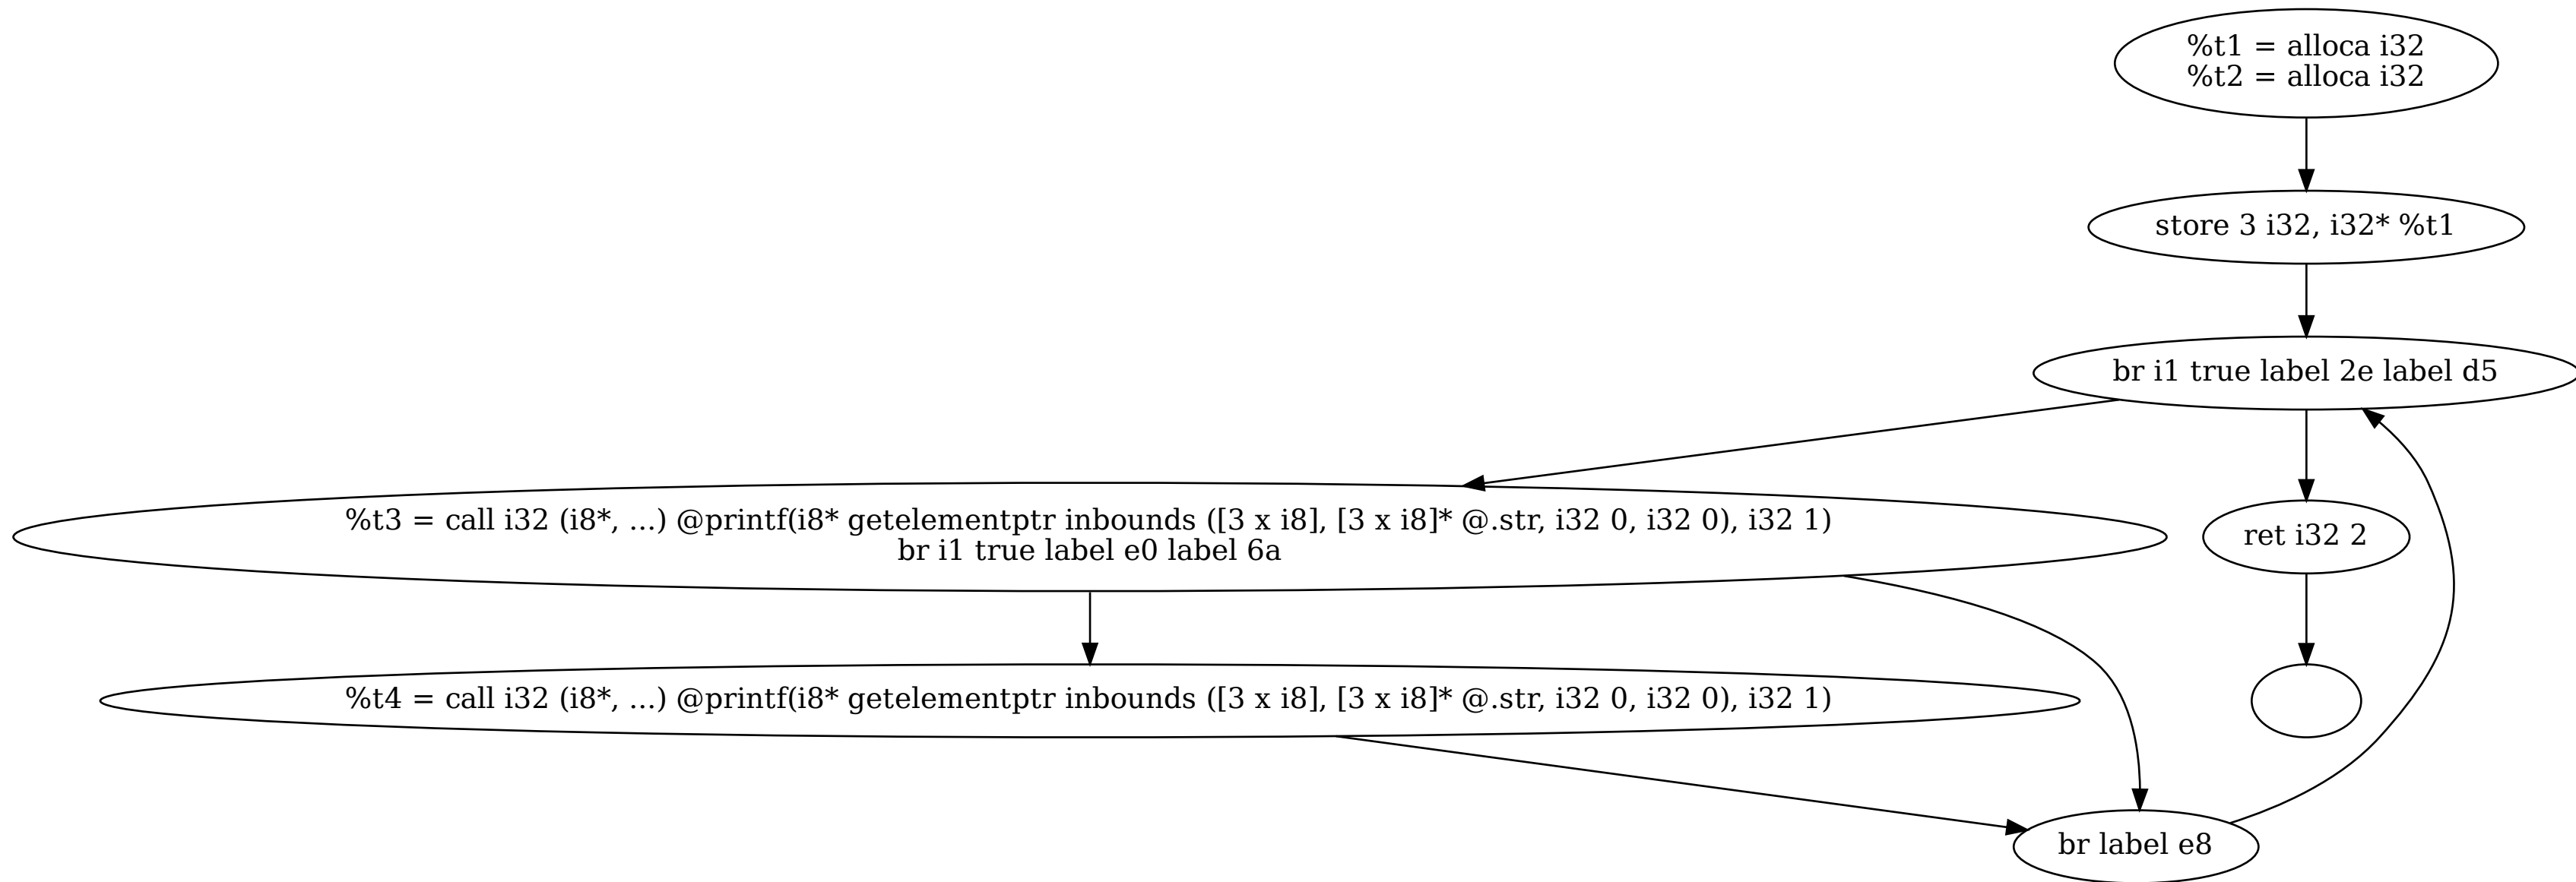 %t1 = alloca i32
%t2 = alloca i32
store 3 i32, i32* %t1
br i1 true label 2e label d5
%t3 = call i32 (i8*, ...) @printf(i8* getelementptr inbounds ([3 x i8], [3 x i8]* @.str, i32 0, i32 0), i32 1)
br i1 true label e0 label 6a
ret i32 2
%t4 = call i32 (i8*, ...) @printf(i8* getelementptr inbounds ([3 x i8], [3 x i8]* @.str, i32 0, i32 0), i32 1)
br label e8